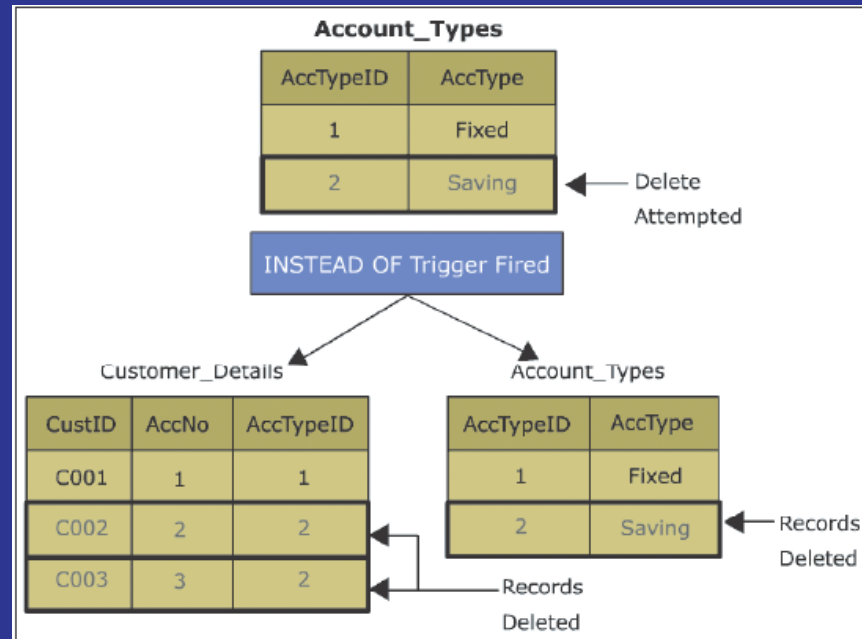 Account_Types
AccTypeID AccType
1 Fixed
2 Saving
Delete
Attempted
INSTEAD OF Trigger Fired
Customer_Details
CustID AccNo AccTypeID
C001 1 1
C002 2 2
C003 3 2
Records
Deleted
Account_Types
AccTypeID AccType
1 Fixed
2 Saving
Records
Deleted